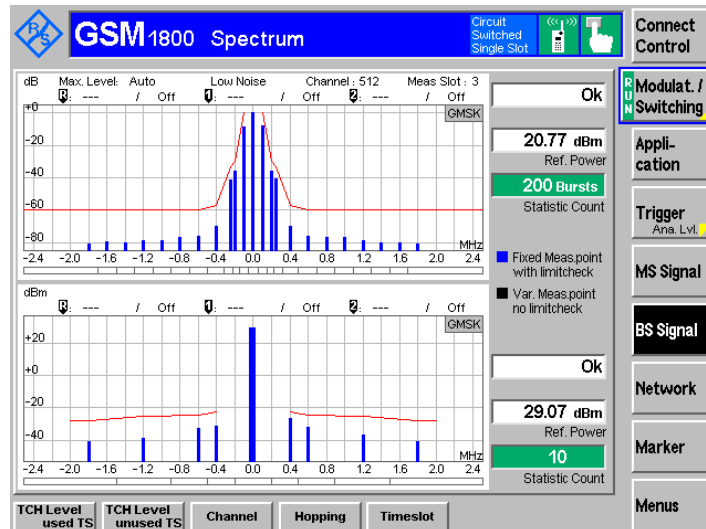 R&S
GSM1800 Spectrum
Circuit
Switched
Single Slot
Connect
Control
dB Max. Level: Auto Low Noise Channel : 512 Meas Slot : 3
R: --- / Off 1: --- / Off 2: --- / Off
GMSK
+0
-20
-40
-60
-80
MHz
-2.4 -2.0 -1.6 -1.2 -0.8 -0.4 0.0 0.4 0.8 1.2 1.6 2.0 2.4
Ok
20.77 dBm
Ref. Power
200 Bursts
Statistic Count
Fixed Meas.point
with limitcheck
Var. Meas.point
no limitcheck
dBm
R: --- / Off 1: --- / Off 2: --- / Off
GMSK
+20
+0
-20
-40
MHz
-2.4 -2.0 -1.6 -1.2 -0.8 -0.4 0.0 0.4 0.8 1.2 1.6 2.0 2.4
Ok
29.07 dBm
Ref. Power
10
Statistic Count
RUN
Modulat. /
Switching
Appli-
cation
Trigger
Ana. Lvl.
MS Signal
BS Signal
Network
Marker
Menus
TCH Level
used TS
TCH Level
unused TS
Channel
Hopping
Timeslot